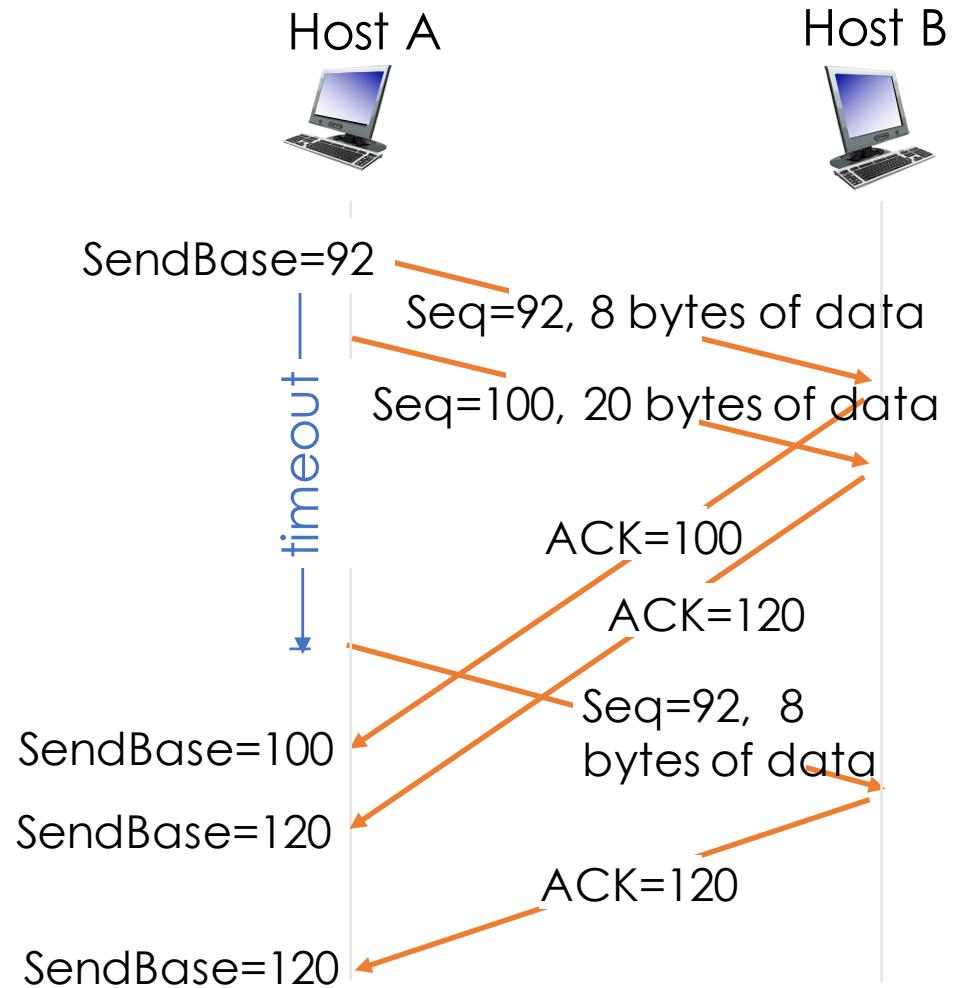 Host A
Host B
SendBase=92
Seq=92, 8 bytes of data
Seq=100, 20 bytes of data
timeout
ACK=100
ACK=120
Seq=92, 8
bytes of data
SendBase=100
SendBase=120
ACK=120
SendBase=120